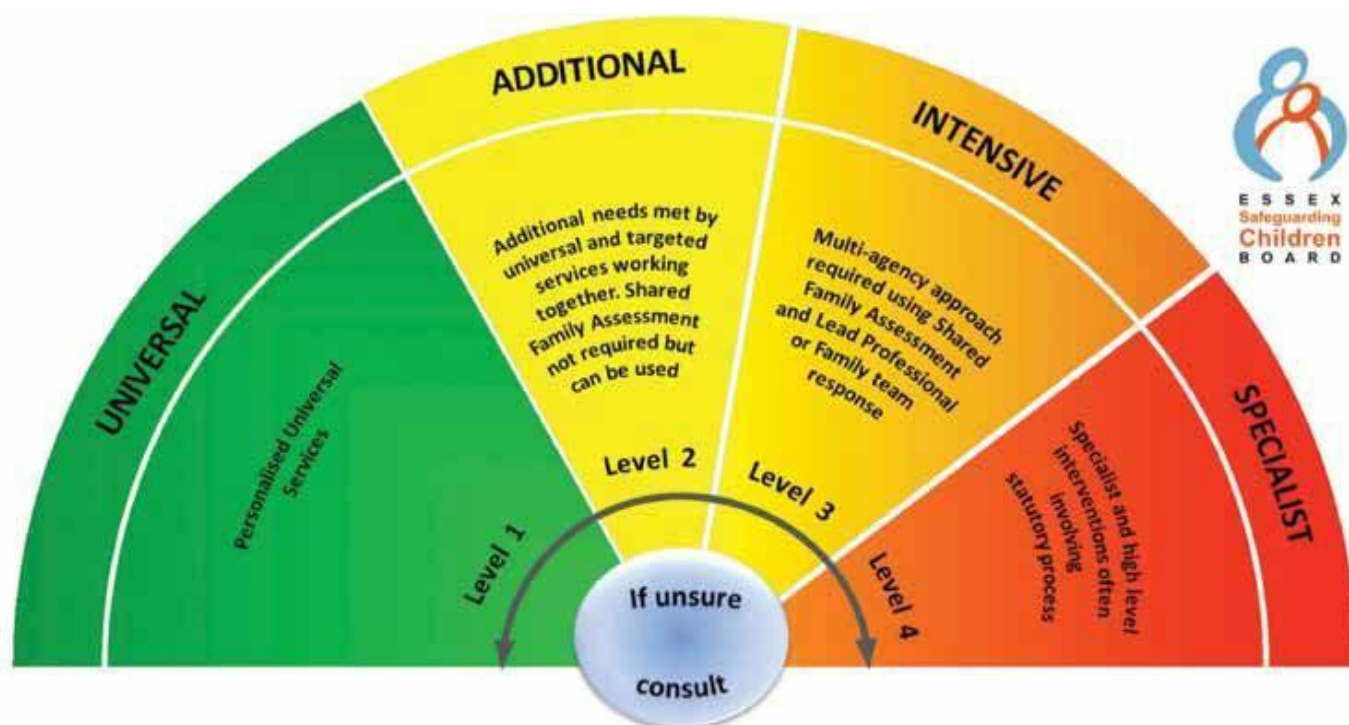 UNIVERSAL
Personalised Universal
Services
Level 1
ADDITIONAL
Additional needs met by
universal and targeted
services working
together. Shared
Family Assessment
not required but
can be used
Level 2
INTENSIVE
Multi-agency approach
required using Shared
Family Assessment
and Lead Professional
or Family team
response
Level 3
SPECIALIST
Specialist and high level
interventions often
involving
statutory process
Level 4
If unsure
consult
ESSEX
Safeguarding
Children
BOARD